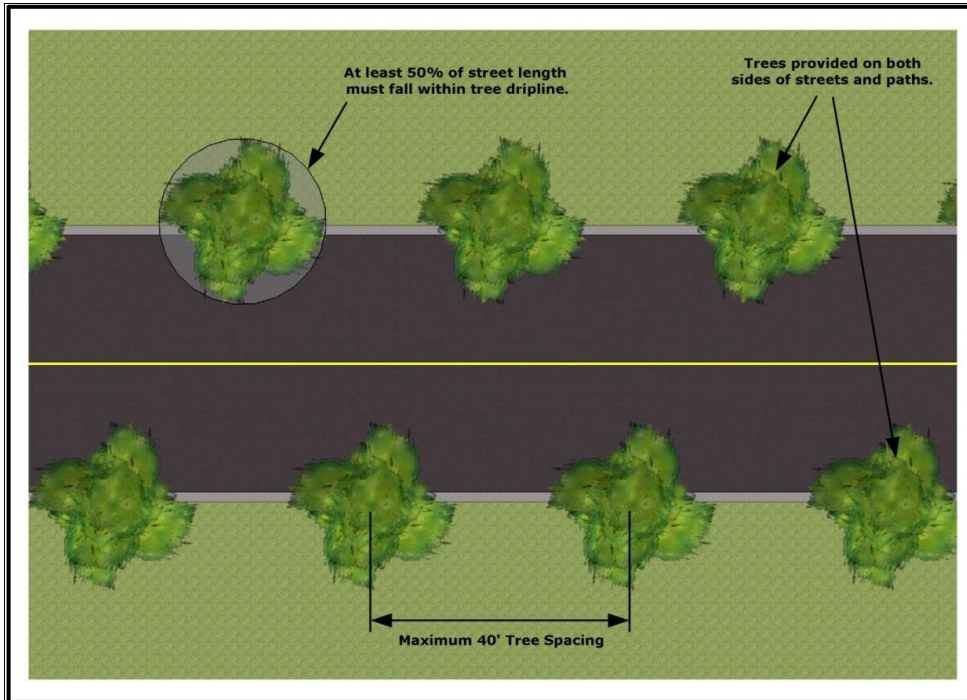 At least 50% of street length
must fall within tree dripline.
Trees provided on both
sides of streets and paths.
Maximum 40' Tree Spacing